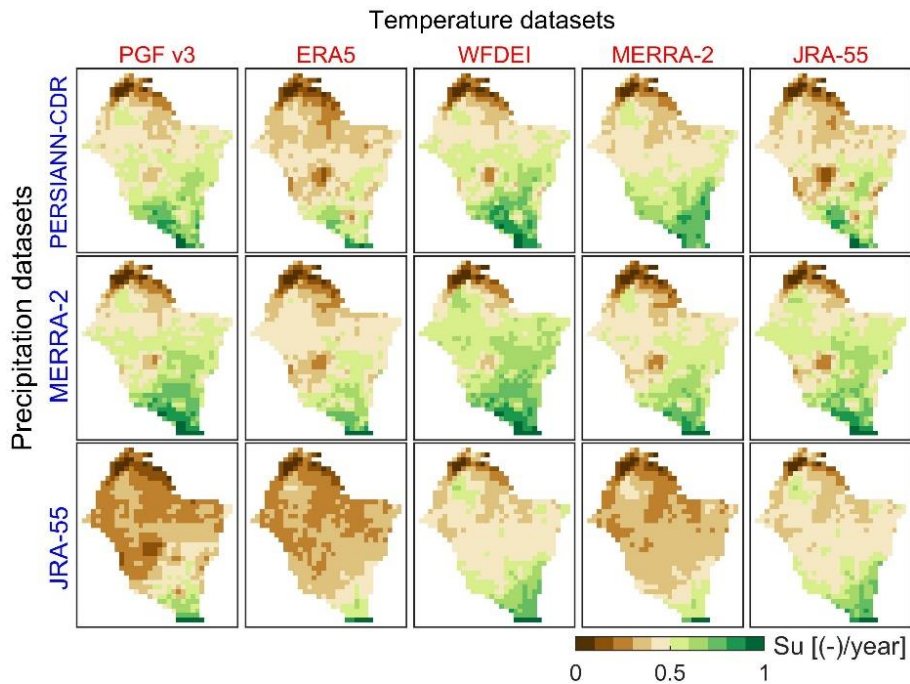 Temperature datasets
PGF v3 ERA5 WFDEI MERRA-2 JRA-55
Precipitation datasets
PERSIANN-CDR
MERRA-2
JRA-55
Su [(-)/year]
0 0.5 1